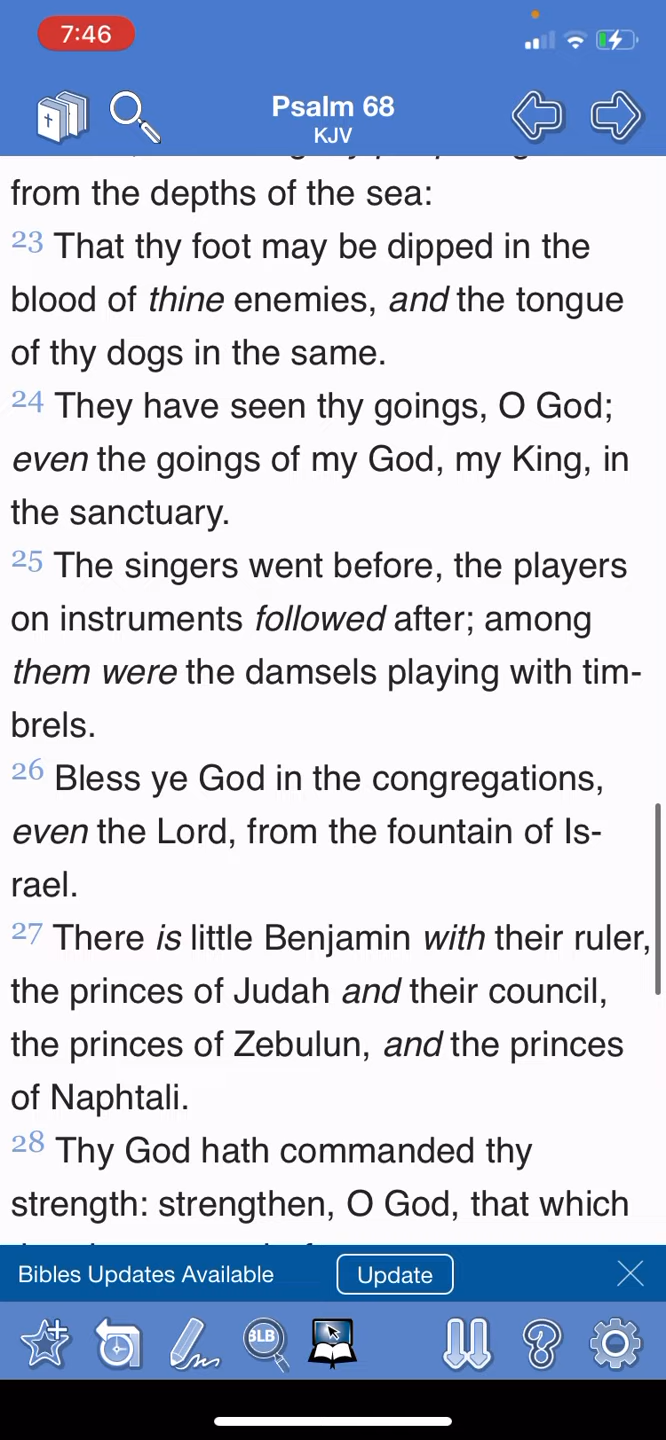 7:46
Psalm 68
KJV
from the depths of the sea:
23 That thy foot may be dipped in the
blood of thine enemies, and the tongue
of thy dogs in the same.
24 They have seen thy goings, O God;
even the goings of my God, my King, in
the sanctuary.
25 The singers went before, the players
on instruments followed after; among
them were the damsels playing with tim-
brels.
26 Bless ye God in the congregations,
even the Lord, from the fountain of Is-
rael.
27 There is little Benjamin with their ruler,
the princes of Judah and their council,
the princes of Zebulun, and the princes
of Naphtali.
28 Thy God hath commanded thy
strength: strengthen, O God, that which
Bibles Updates Available
Update
BLB